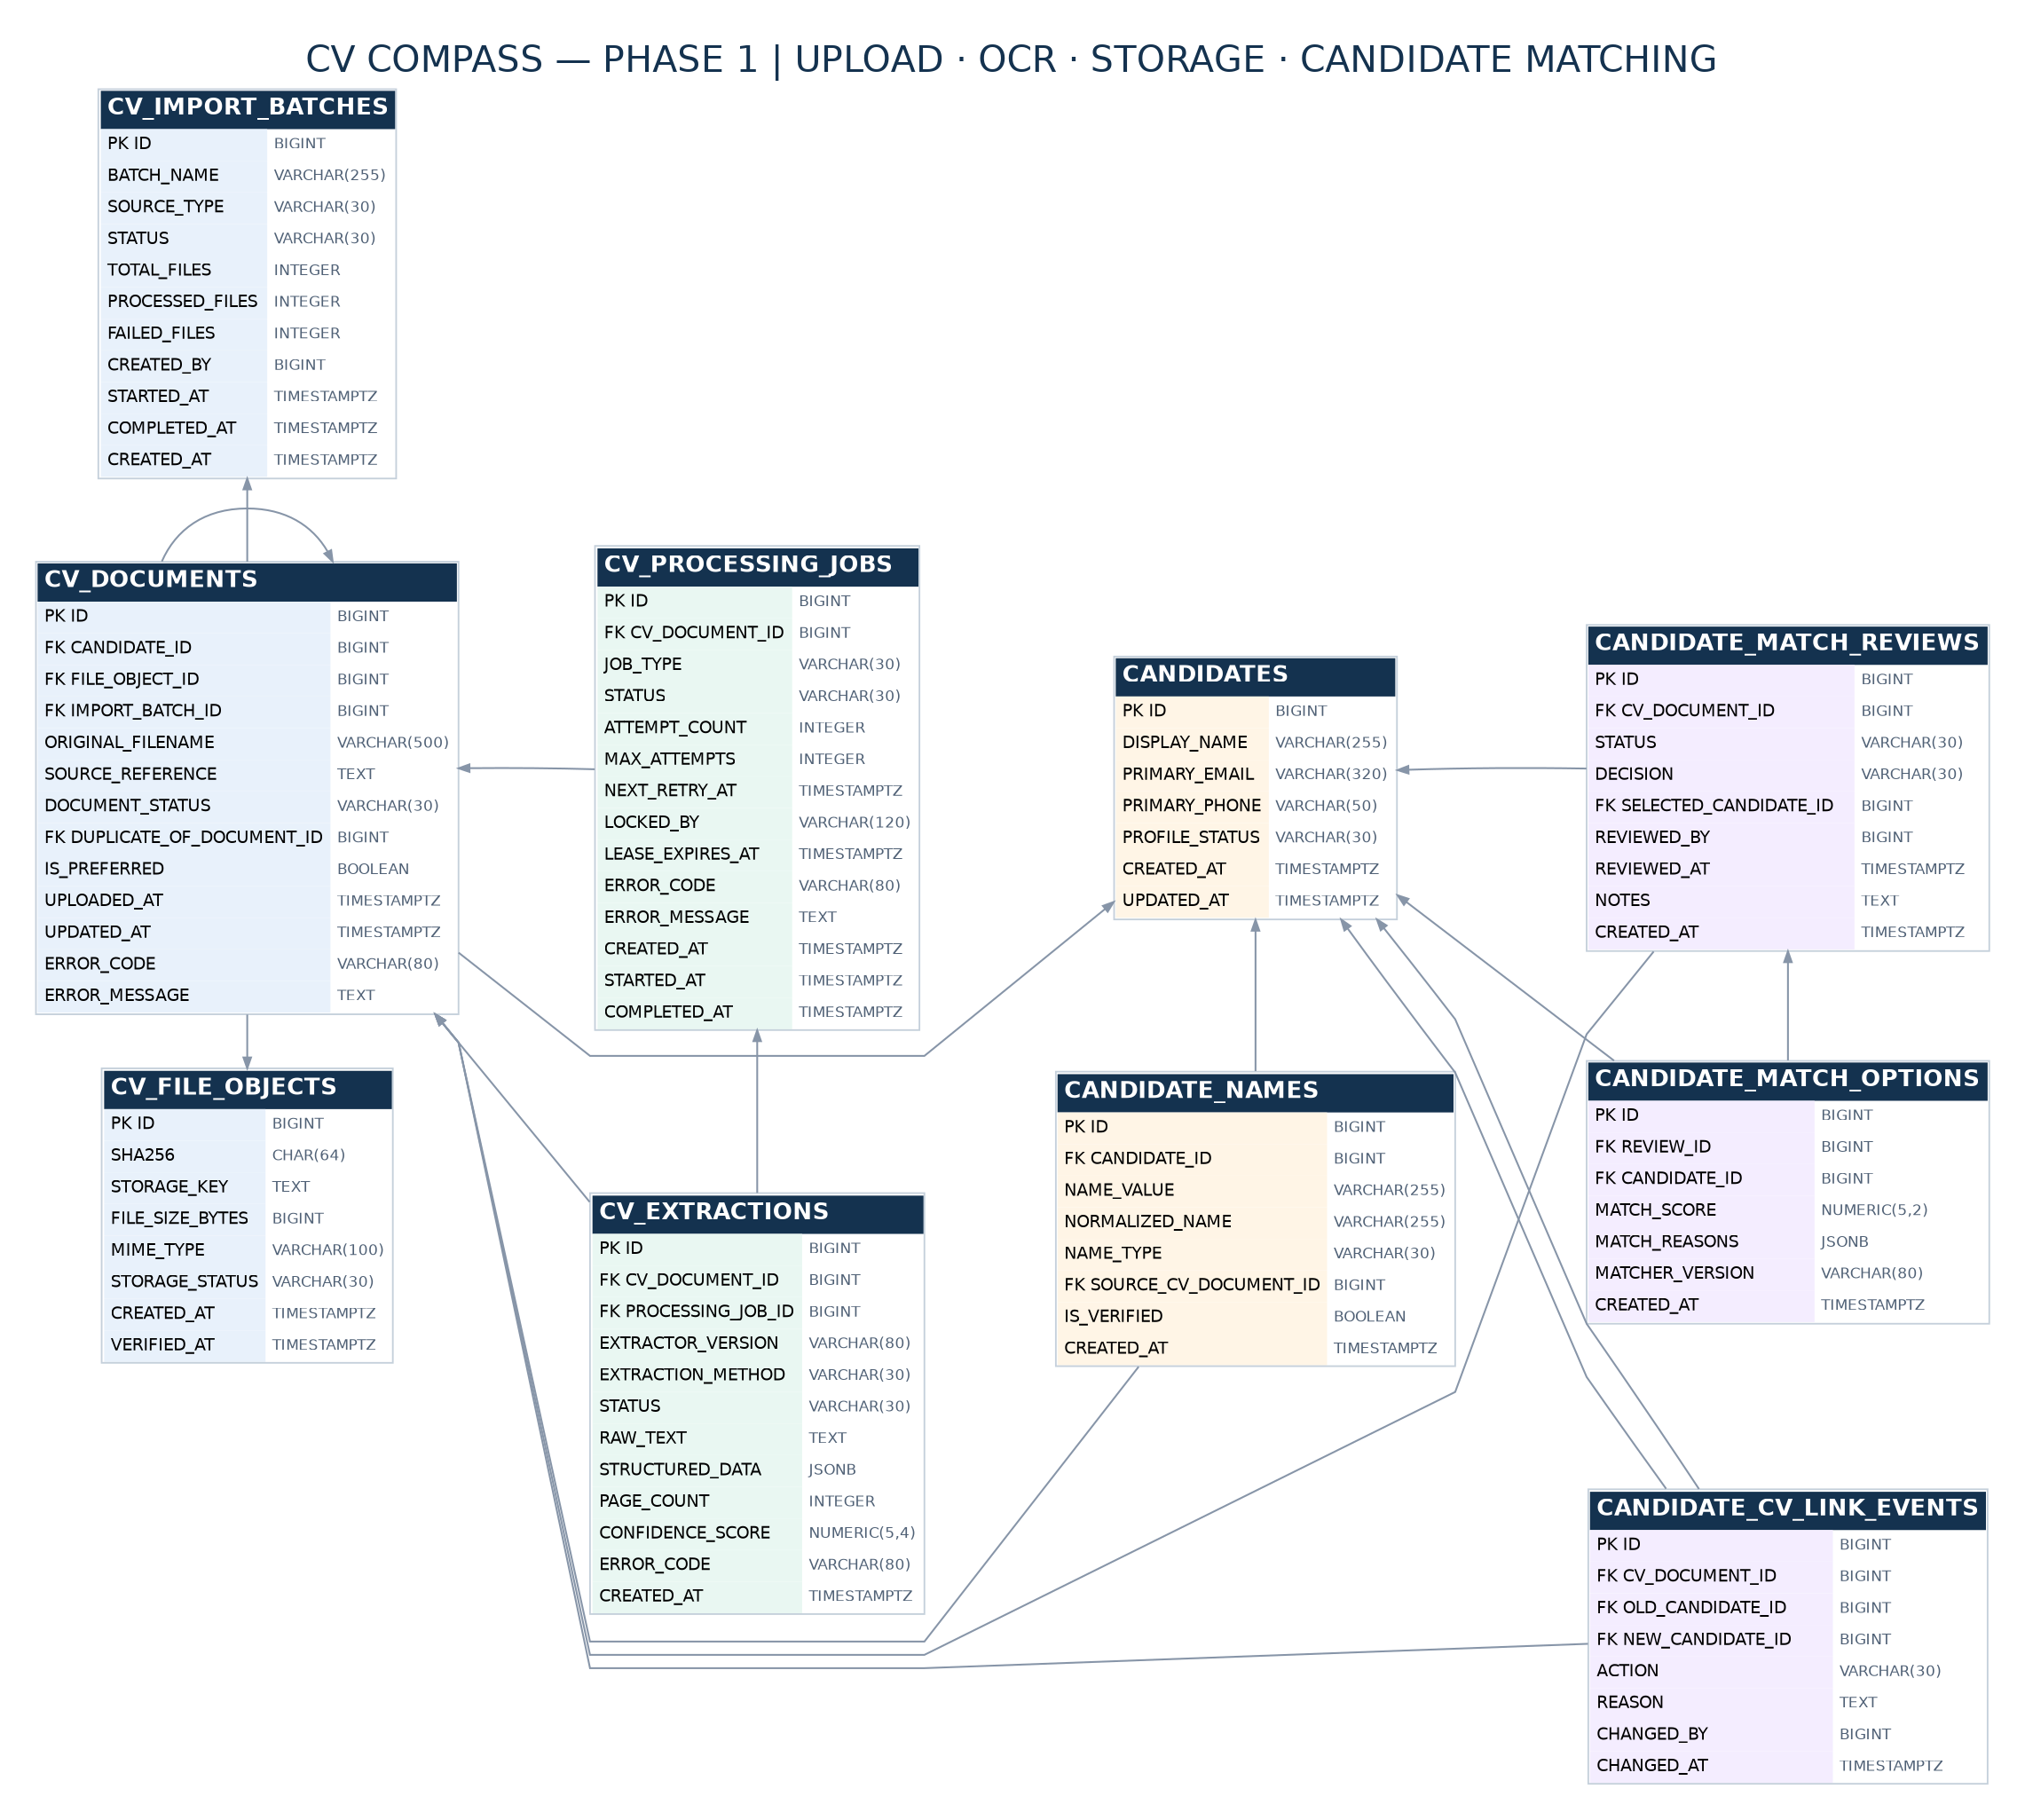 CV COMPASS — PHASE 1 | UPLOAD · OCR · STORAGE · CANDIDATE MATCHING
CV_IMPORT_BATCHES
PK ID BIGINT
BATCH_NAME VARCHAR(255)
SOURCE_TYPE VARCHAR(30)
STATUS VARCHAR(30)
TOTAL_FILES INTEGER
PROCESSED_FILES INTEGER
FAILED_FILES INTEGER
CREATED_BY BIGINT
STARTED_AT TIMESTAMPTZ
COMPLETED_AT TIMESTAMPTZ
CREATED_AT TIMESTAMPTZ
CV_DOCUMENTS
PK ID BIGINT
FK CANDIDATE_ID BIGINT
FK FILE_OBJECT_ID BIGINT
FK IMPORT_BATCH_ID BIGINT
ORIGINAL_FILENAME VARCHAR(500)
SOURCE_REFERENCE TEXT
DOCUMENT_STATUS VARCHAR(30)
FK DUPLICATE_OF_DOCUMENT_ID BIGINT
IS_PREFERRED BOOLEAN
UPLOADED_AT TIMESTAMPTZ
UPDATED_AT TIMESTAMPTZ
ERROR_CODE VARCHAR(80)
ERROR_MESSAGE TEXT
CV_FILE_OBJECTS
PK ID BIGINT
SHA256 CHAR(64)
STORAGE_KEY TEXT
FILE_SIZE_BYTES BIGINT
MIME_TYPE VARCHAR(100)
STORAGE_STATUS VARCHAR(30)
CREATED_AT TIMESTAMPTZ
VERIFIED_AT TIMESTAMPTZ
CV_PROCESSING_JOBS
PK ID BIGINT
FK CV_DOCUMENT_ID BIGINT
JOB_TYPE VARCHAR(30)
STATUS VARCHAR(30)
ATTEMPT_COUNT INTEGER
MAX_ATTEMPTS INTEGER
NEXT_RETRY_AT TIMESTAMPTZ
LOCKED_BY VARCHAR(120)
LEASE_EXPIRES_AT TIMESTAMPTZ
ERROR_CODE VARCHAR(80)
ERROR_MESSAGE TEXT
CREATED_AT TIMESTAMPTZ
STARTED_AT TIMESTAMPTZ
COMPLETED_AT TIMESTAMPTZ
CV_EXTRACTIONS
PK ID BIGINT
FK CV_DOCUMENT_ID BIGINT
FK PROCESSING_JOB_ID BIGINT
EXTRACTOR_VERSION VARCHAR(80)
EXTRACTION_METHOD VARCHAR(30)
STATUS VARCHAR(30)
RAW_TEXT TEXT
STRUCTURED_DATA JSONB
PAGE_COUNT INTEGER
CONFIDENCE_SCORE NUMERIC(5,4)
ERROR_CODE VARCHAR(80)
CREATED_AT TIMESTAMPTZ
CANDIDATES
PK ID BIGINT
DISPLAY_NAME VARCHAR(255)
PRIMARY_EMAIL VARCHAR(320)
PRIMARY_PHONE VARCHAR(50)
PROFILE_STATUS VARCHAR(30)
CREATED_AT TIMESTAMPTZ
UPDATED_AT TIMESTAMPTZ
CANDIDATE_NAMES
PK ID BIGINT
FK CANDIDATE_ID BIGINT
NAME_VALUE VARCHAR(255)
NORMALIZED_NAME VARCHAR(255)
NAME_TYPE VARCHAR(30)
FK SOURCE_CV_DOCUMENT_ID BIGINT
IS_VERIFIED BOOLEAN
CREATED_AT TIMESTAMPTZ
CANDIDATE_MATCH_REVIEWS
PK ID BIGINT
FK CV_DOCUMENT_ID BIGINT
STATUS VARCHAR(30)
DECISION VARCHAR(30)
FK SELECTED_CANDIDATE_ID BIGINT
REVIEWED_BY BIGINT
REVIEWED_AT TIMESTAMPTZ
NOTES TEXT
CREATED_AT TIMESTAMPTZ
CANDIDATE_MATCH_OPTIONS
PK ID BIGINT
FK REVIEW_ID BIGINT
FK CANDIDATE_ID BIGINT
MATCH_SCORE NUMERIC(5,2)
MATCH_REASONS JSONB
MATCHER_VERSION VARCHAR(80)
CREATED_AT TIMESTAMPTZ
CANDIDATE_CV_LINK_EVENTS
PK ID BIGINT
FK CV_DOCUMENT_ID BIGINT
FK OLD_CANDIDATE_ID BIGINT
FK NEW_CANDIDATE_ID BIGINT
ACTION VARCHAR(30)
REASON TEXT
CHANGED_BY BIGINT
CHANGED_AT TIMESTAMPTZ